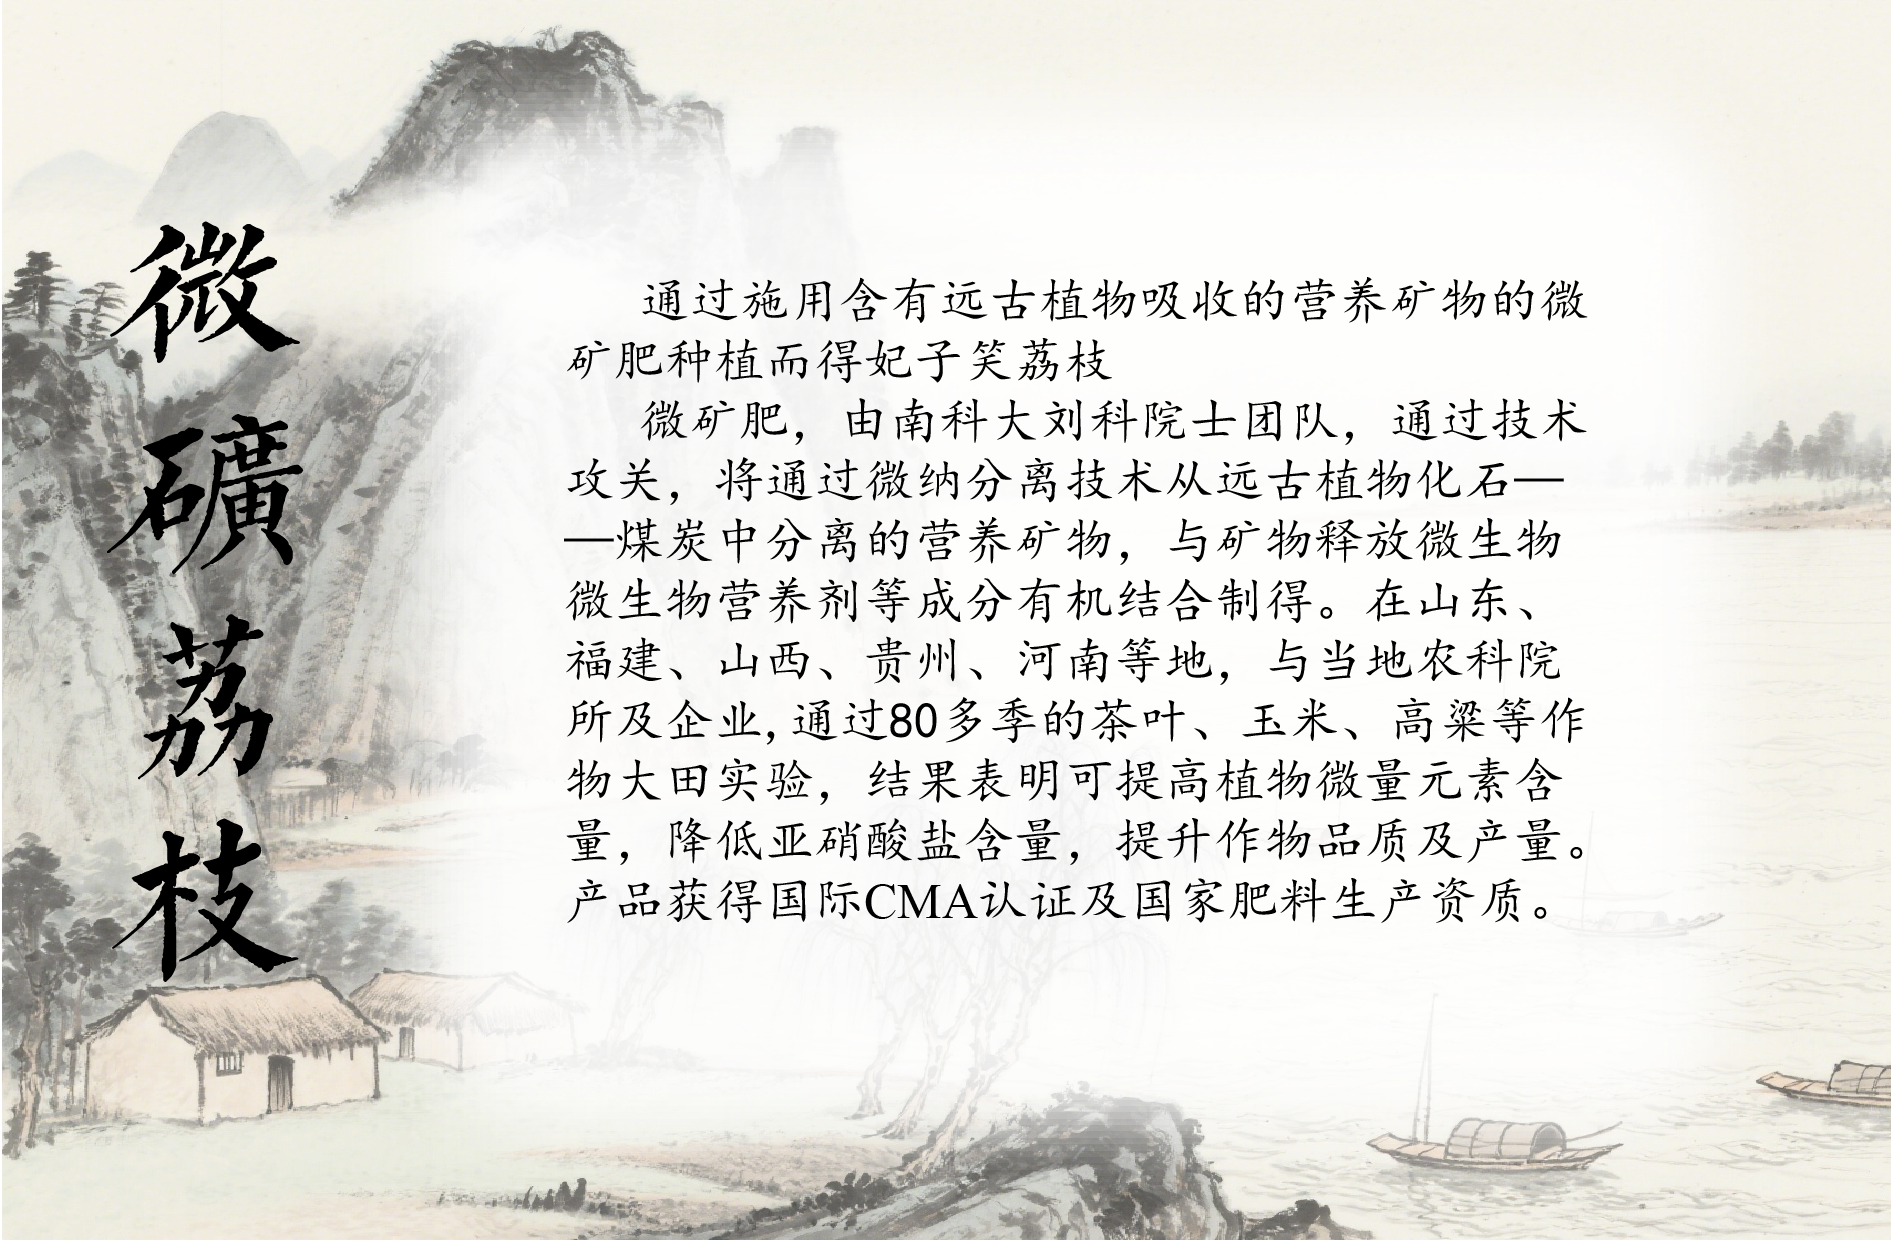 微礦荔枝
通过施用含有远古植物吸收的营养矿物的微
矿肥种植而得妃子笑荔枝
微矿肥，由南科大刘科院士团队，通过技术
攻关，将通过微纳分离技术从远古植物化石—
—煤炭中分离的营养矿物，与矿物释放微生物
微生物营养剂等成分有机结合制得。在山东、
福建、山西、贵州、河南等地，与当地农科院
所及企业,通过80多季的茶叶、玉米、高粱等作
物大田实验，结果表明可提高植物微量元素含
量，降低亚硝酸盐含量，提升作物品质及产量。
产品获得国际CMA认证及国家肥料生产资质。